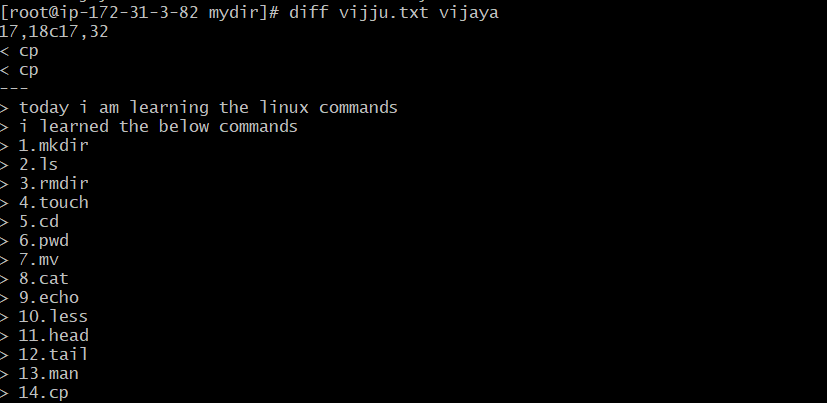 [root@ip-172-31-3-82 mydir]# diff vijju.txt vijaya
17,18c17,32
< cp
< cp
---
> today i am learning the linux commands
> i learned the below commands
> 1.mkdir
> 2.ls
> 3.rmdir
> 4.touch
> 5.cd
> 6.pwd
> 7.mv
> 8.cat
> 9.echo
> 10.less
> 11.head
> 12.tail
> 13.man
> 14.cp